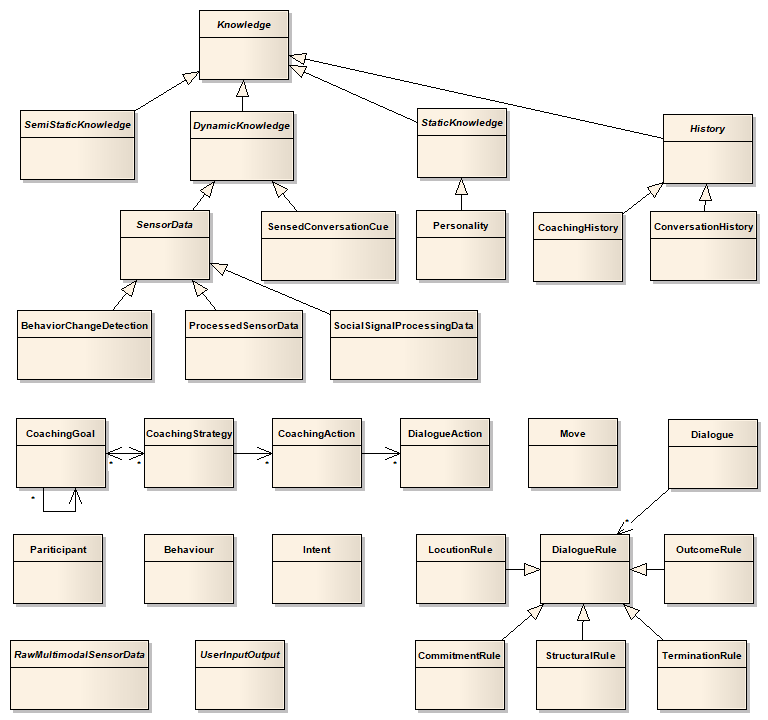 Knowledge
SemiStaticKnowledge
DynamicKnowledge
StaticKnowledge
History
SensorData
SensedConversationCue
Personality
CoachingHistory
ConversationHistory
BehaviorChangeDetection
ProcessedSensorData
SocialSignalProcessingData
CoachingGoal
CoachingStrategy
CoachingAction
DialogueAction
Move
Dialogue
*
*
*
*
*
*
Pariticipant
Behaviour
Intent
LocutionRule
DialogueRule
OutcomeRule
RawMultimodalSensorData
UserInputOutput
CommitmentRule
StructuralRule
TerminationRule